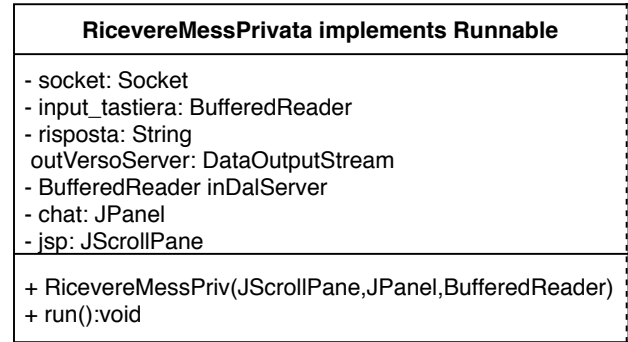 RicevereMessPrivata implements Runnable
- socket: Socket
- input_tastiera: BufferedReader
- risposta: String
outVersoServer: DataOutputStream
- BufferedReader inDalServer
- chat: JPanel
- jsp: JScrollPane
+ RicevereMessPriv(JScrollPane,JPanel,BufferedReader)
+ run():void